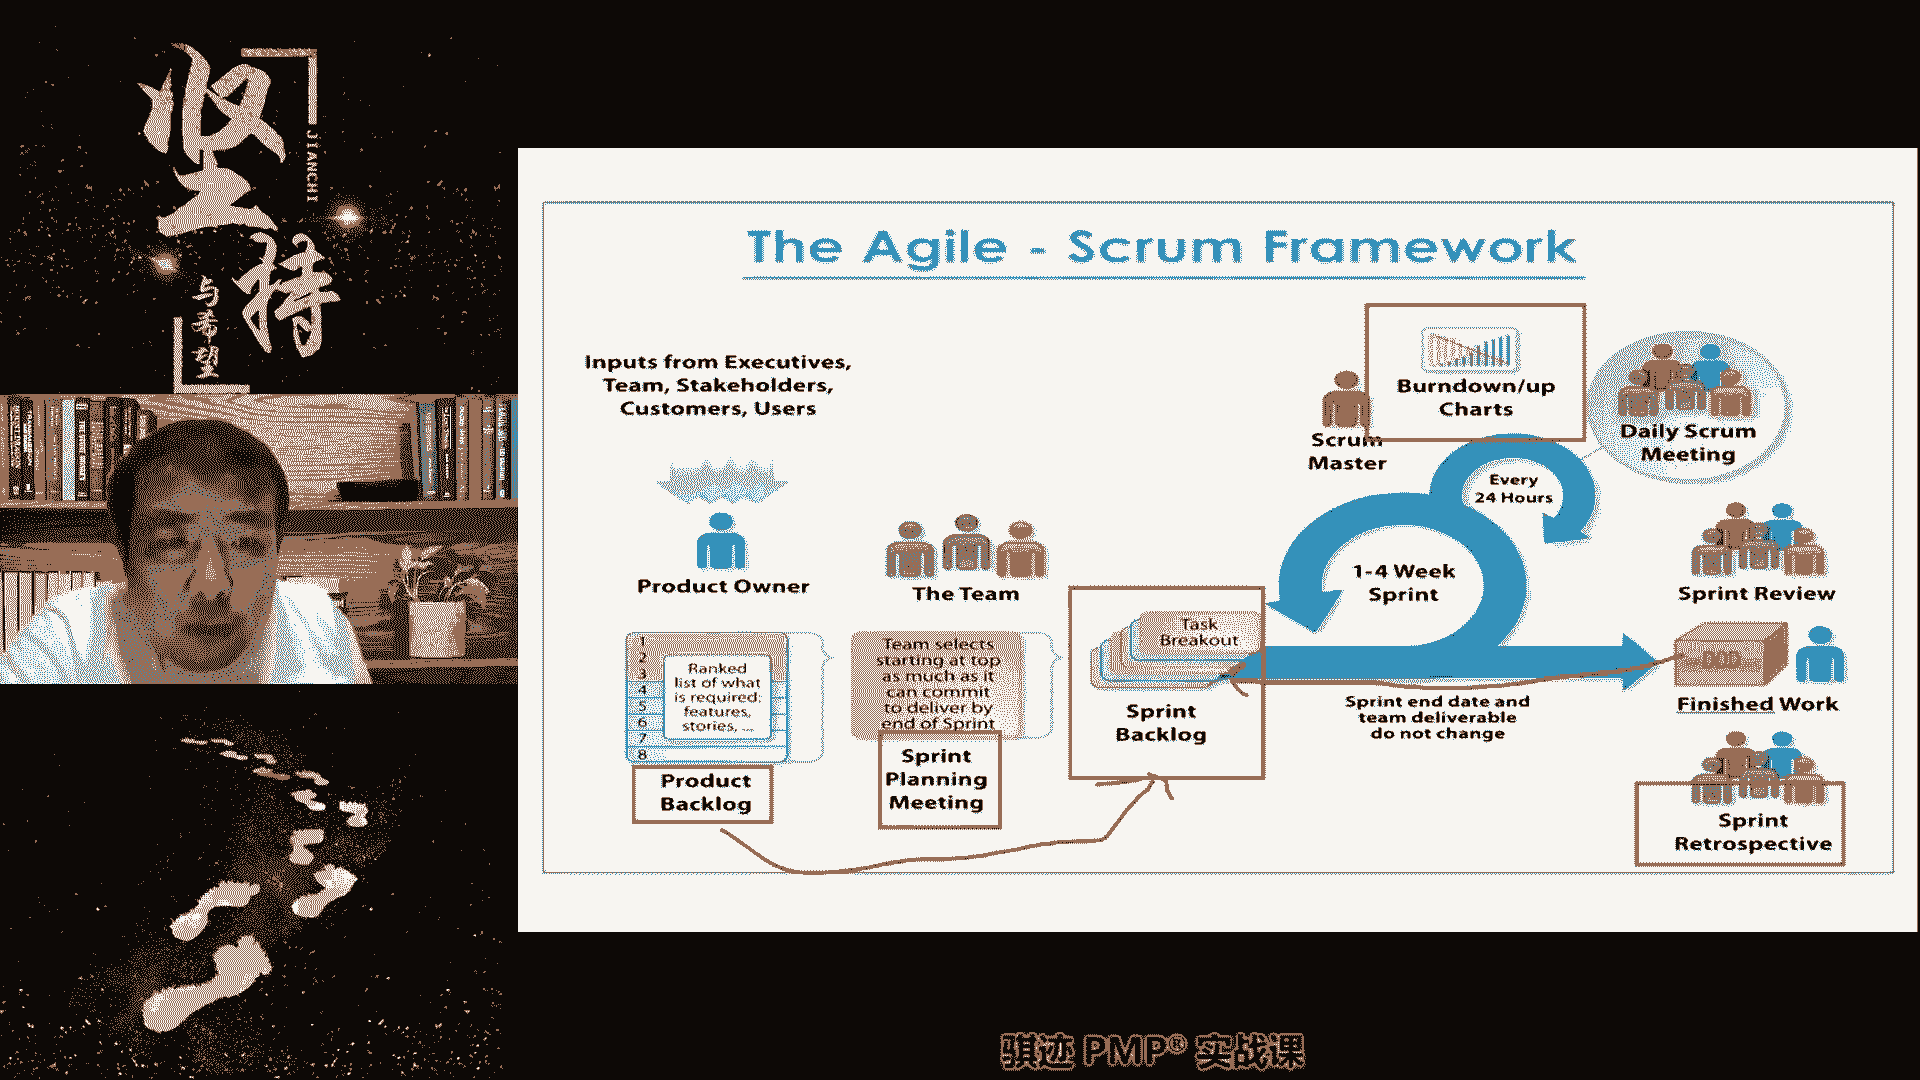 坚持
JIANCHI
与希望
The Agile - Scrum Framework
Inputs from Executives,
Team, Stakeholders,
Customers, Users
Product Owner
The Team
1
2
3
4
5
6
7
8
Ranked
list of what
is required:
features,
stories, ...
Product
Backlog
Team selects
starting at top
as much as it
can commit
to deliver by
end of Sprint
Sprint
Planning
Meeting
Task
Breakout
Sprint
Backlog
Scrum
Master
Burndown/up
Charts
Every
24 Hours
1-4 Week
Sprint
Sprint end date and
team deliverable
do not change
Daily Scrum
Meeting
Sprint Review
DOD
Finished Work
Sprint
Retrospective
骐迹 PMP® 实战课